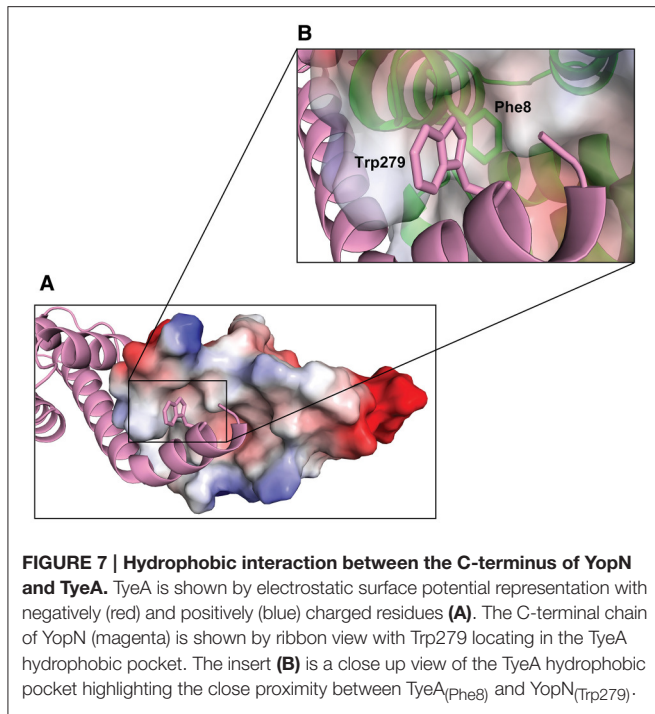 B
Phe8
Trp279
A
FIGURE 7 | Hydrophobic interaction between the C-terminus of YopN
and TyeA. TyeA is shown by electrostatic surface potential representation with
negatively (red) and positively (blue) charged residues (A). The C-terminal chain
of YopN (magenta) is shown by ribbon view with Trp279 locating in the TyeA
hydrophobic pocket. The insert (B) is a close up view of the TyeA hydrophobic
pocket highlighting the close proximity between TyeA(Phe8) and YopN(Trp279).